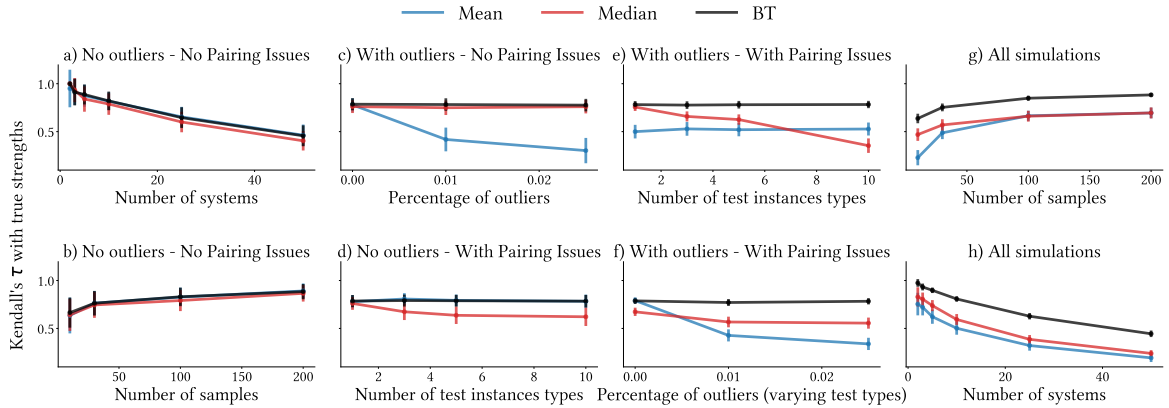 Mean Median BT
Kendall's τ with true strengths
a) No outliers - No Pairing Issues
1.0
0.5
0 20 40
Number of systems
c) With outliers - No Pairing Issues
0.00 0.01 0.02
Percentage of outliers
e) With outliers - With Pairing Issues
2 4 6 8 10
Number of test instances types
g) All simulations
50 100 150 200
Number of samples
b) No outliers - No Pairing Issues
1.0
0.5
50 100 150 200
Number of samples
d) No outliers - With Pairing Issues
2 4 6 8 10
Number of test instances types
f) With outliers - With Pairing Issues
0.00 0.01 0.02
Percentage of outliers (varying test types)
h) All simulations
0 20 40
Number of systems